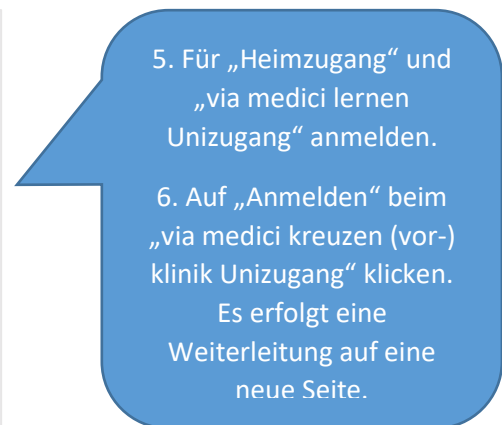 5. Für „Heimzugang“ und
„via medici lernen
Unizugang“ anmelden.
6. Auf „Anmelden“ beim
„via medici kreuzen (vor-)
klinik Unizugang“ klicken.
Es erfolgt eine
Weiterleitung auf eine
neue Seite.